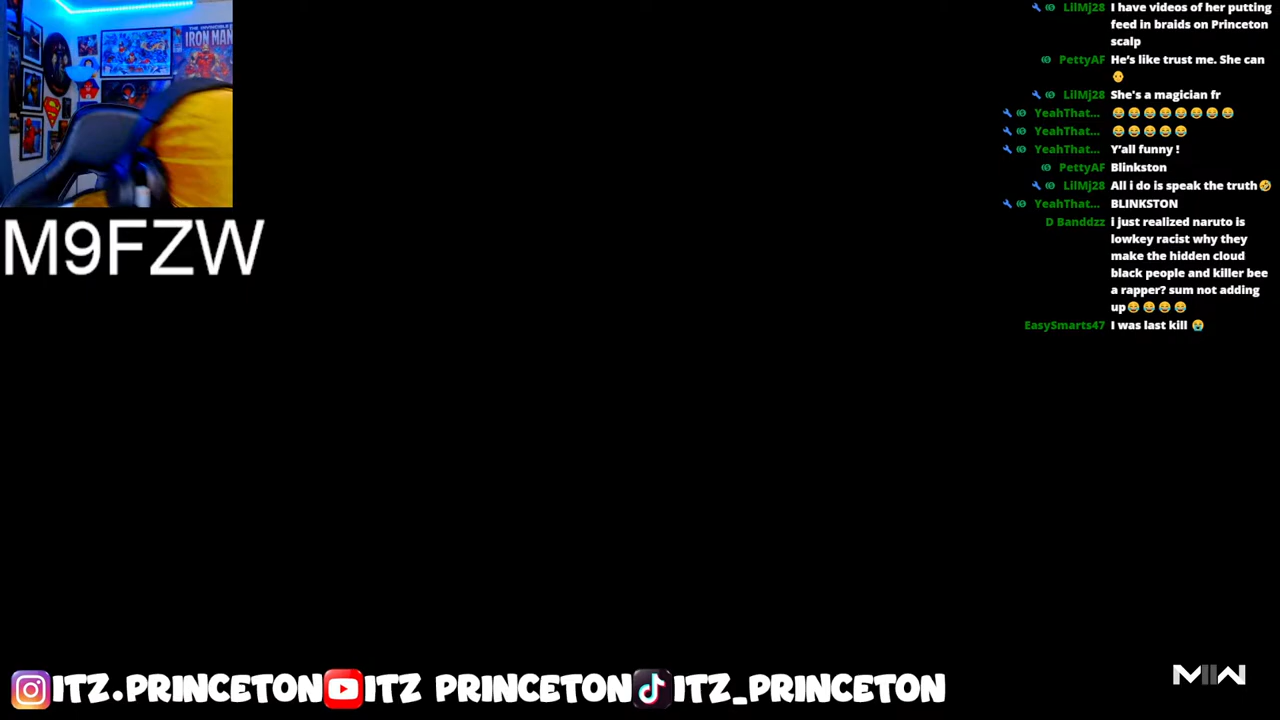 IRON MAN
M9FZW
LilMj28 I have videos of her putting
feed in braids on Princeton
scalp
PettyAF He's like trust me. She can
LilMj28 She's a magician fr
YeahThat... 😂😂😂😂😂😂😂😂
YeahThat... 😂😂😂😂😂
YeahThat... Y'all funny !
PettyAF Blinkston
LilMj28 All i do is speak the truth🤣
YeahThat... BLINKSTON
D Banddzz i just realized naruto is
lowkey racist why they
make the hidden cloud
black people and killer bee
a rapper? sum not adding
up😂😂😂😂
EasySmarts47 I was last kill 😭
ITZ.PRINCETON ITZ PRINCETON ITZ_PRINCETON
MIIW